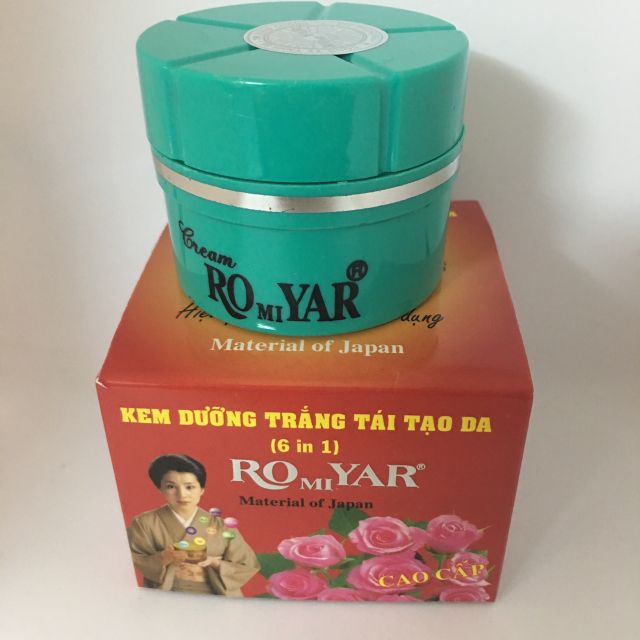 Cream
ROMIYAR®
Material of Japan
KEM DƯỠNG TRẮNG TÁI TẠO DA
(6 in 1)
ROMIYAR®
Material of Japan
CAO CẤP